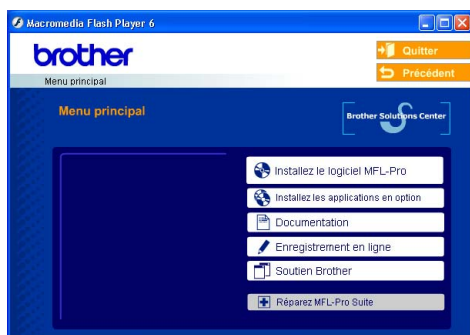 Macromedia Flash Player 6
brother
Quitter
Précédent
Menu principal
Menu principal
Brother Solutions Center
Installez le logiciel MFL-Pro
Installez les applications en option
Documentation
Enregistrement en ligne
Soutien Brother
Réparez MFL-Pro Suite